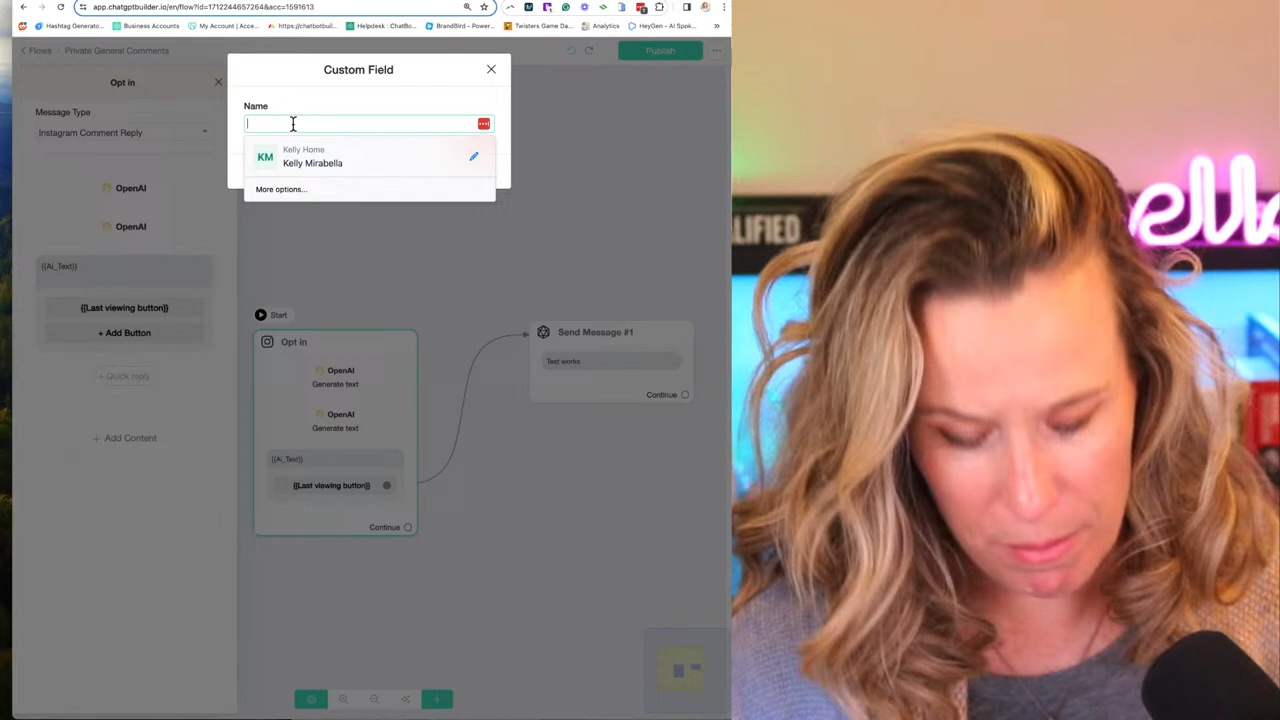 app.chatgptbuilder.io/en/flow?id=1712244657264&acc=1591613
Hashtag Generato...
Business Accounts
My Account | Acce...
https://chatbotbuil...
Helpdesk : ChatBo...
BrandBird – Power...
Twisters Game Da...
Analytics
HeyGen - AI Spok...
Flows / Private General Comments
Publish
Opt in
Message Type
Instagram Comment Reply
OpenAI
OpenAI
{{Ai_Text}}
{{Last viewing button}}
+ Add Button
+ Quick reply
+ Add Content
Custom Field
Name
KM
Kelly Home
Kelly Mirabella
More options...
Start
Opt in
OpenAI
Generate text
OpenAI
Generate text
{{Ai_Text}}
{{Last viewing button}}
Continue
Send Message #1
Test works
Continue
LIFIED
hello